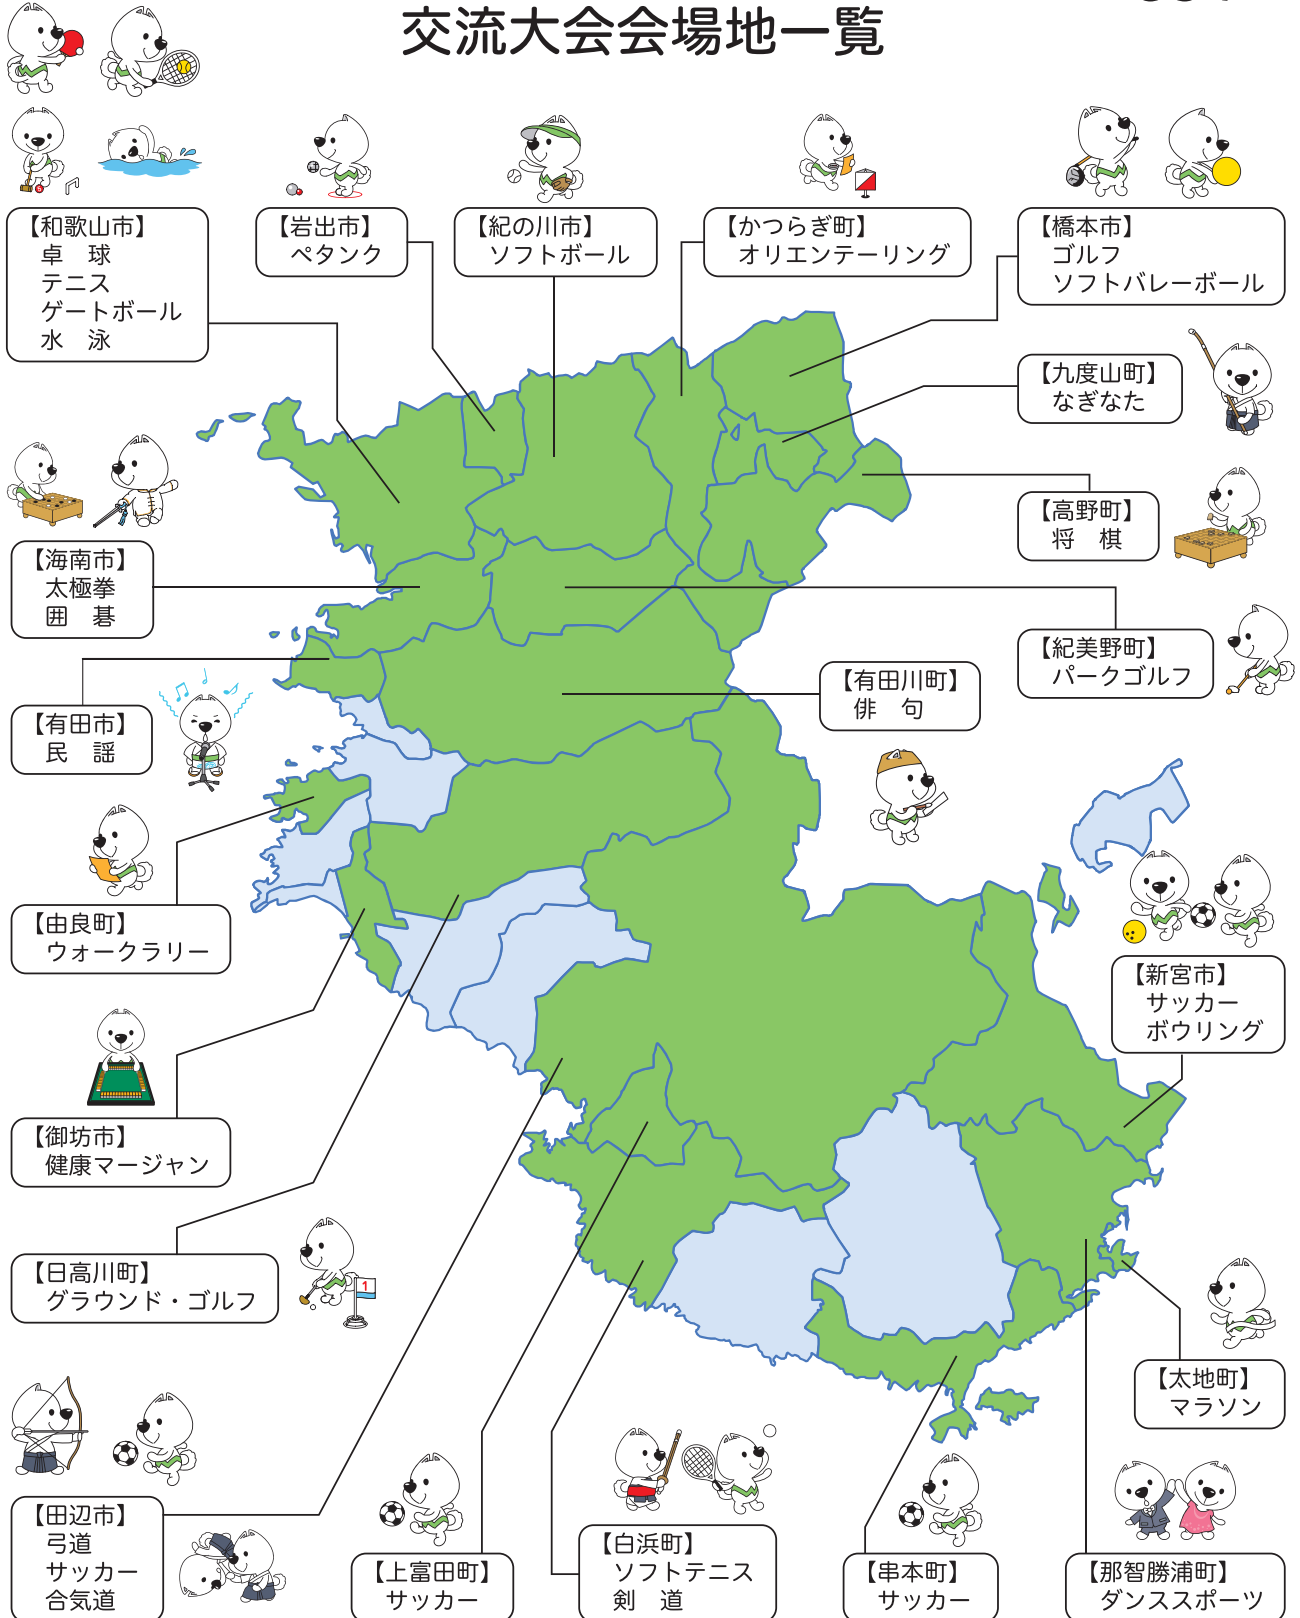 交流大会会場地一覧
【和歌山市】
卓　球
テニス
ゲートボール
水　泳
【岩出市】
ペタンク
【紀の川市】
ソフトボール
【かつらぎ町】
オリエンテーリング
【橋本市】
ゴルフ
ソフトバレーボール
【九度山町】
なぎなた
【高野町】
将　棋
【海南市】
太極拳
囲　碁
【紀美野町】
パークゴルフ
【有田川町】
俳　句
【有田市】
民　謡
【由良町】
ウォークラリー
【新宮市】
サッカー
ボウリング
【御坊市】
健康マージャン
【日高川町】
グラウンド・ゴルフ
1
【太地町】
マラソン
【田辺市】
弓道
サッカー
合気道
【上富田町】
サッカー
【白浜町】
ソフトテニス
剣　道
【串本町】
サッカー
【那智勝浦町】
ダンススポーツ